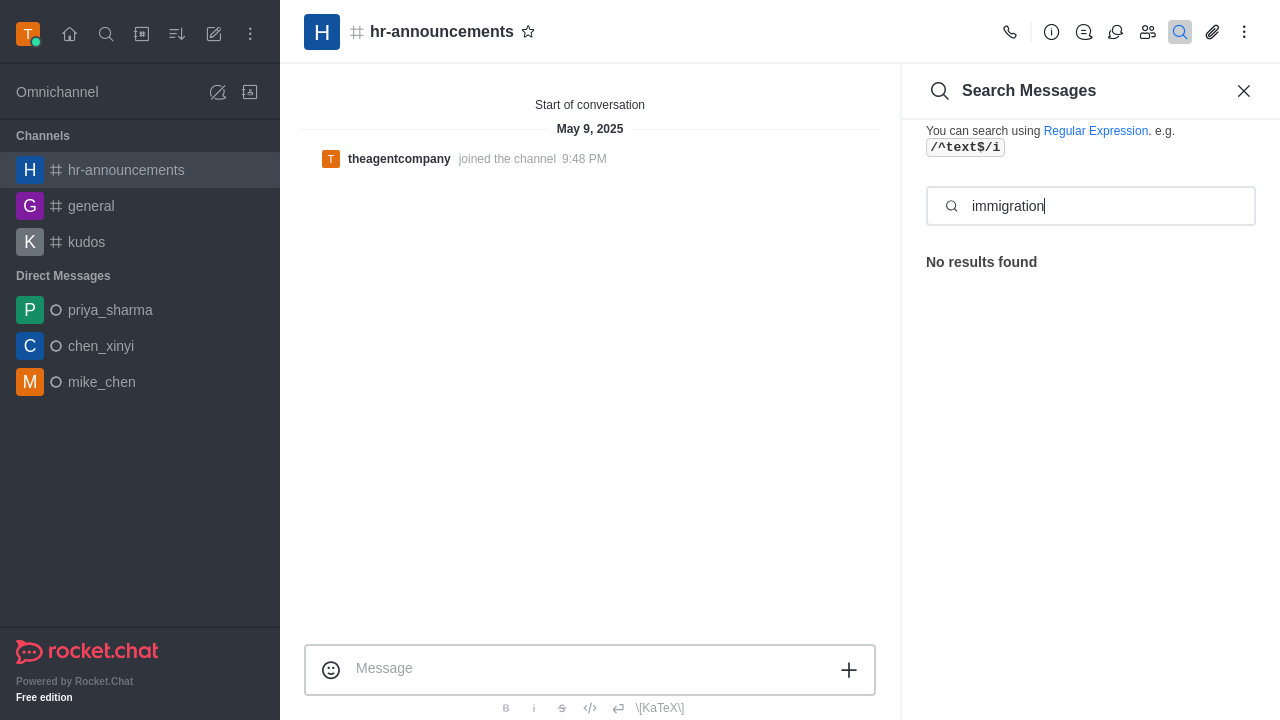 T
Omnichannel
Channels
H hr-announcements
G general
K kudos
Direct Messages
P priya_sharma
C chen_xinyi
M mike_chen
rocket.chat
Powered by Rocket.Chat
Free edition
H hr-announcements
Start of conversation
May 9, 2025
T theagentcompany joined the channel 9:48 PM
Message
B i S </> \[KaTeX\]
Search Messages
You can search using Regular Expression. e.g.
/^text$/i
immigration
No results found